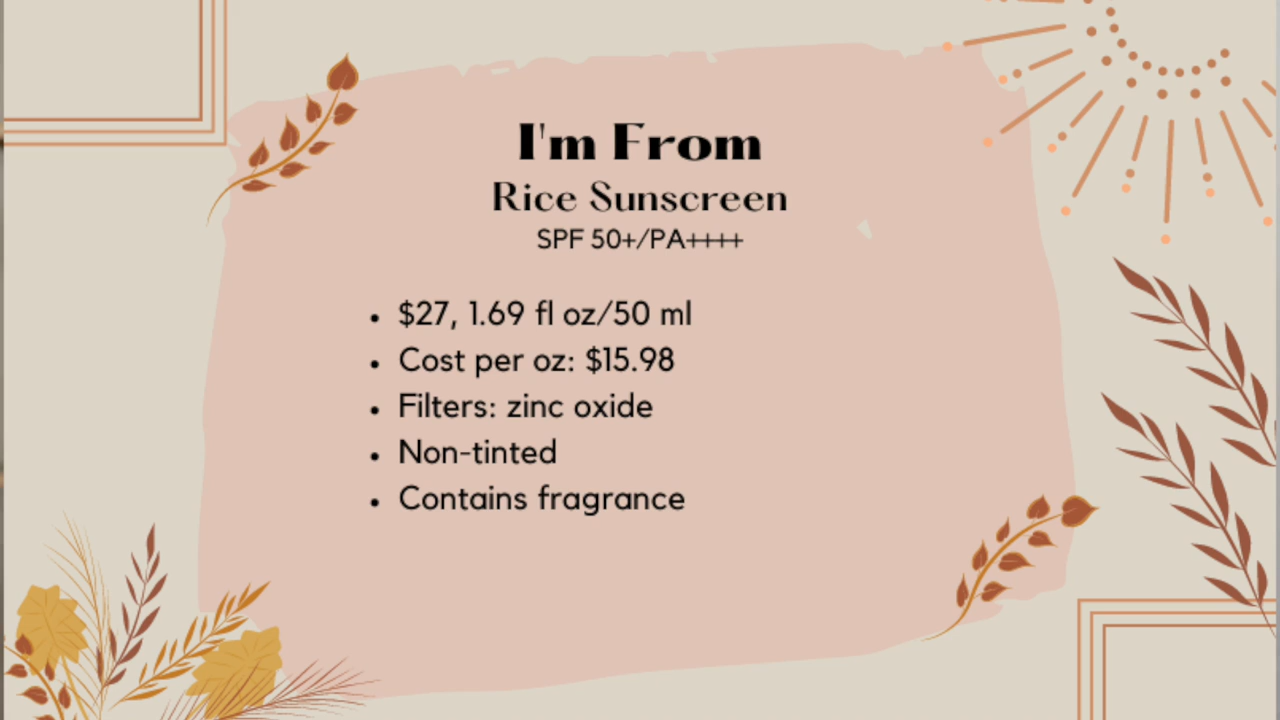 I'm From
Rice Sunscreen
SPF 50+/PA++++
• $27, 1.69 fl oz/50 ml
• Cost per oz: $15.98
• Filters: zinc oxide
• Non-tinted
• Contains fragrance